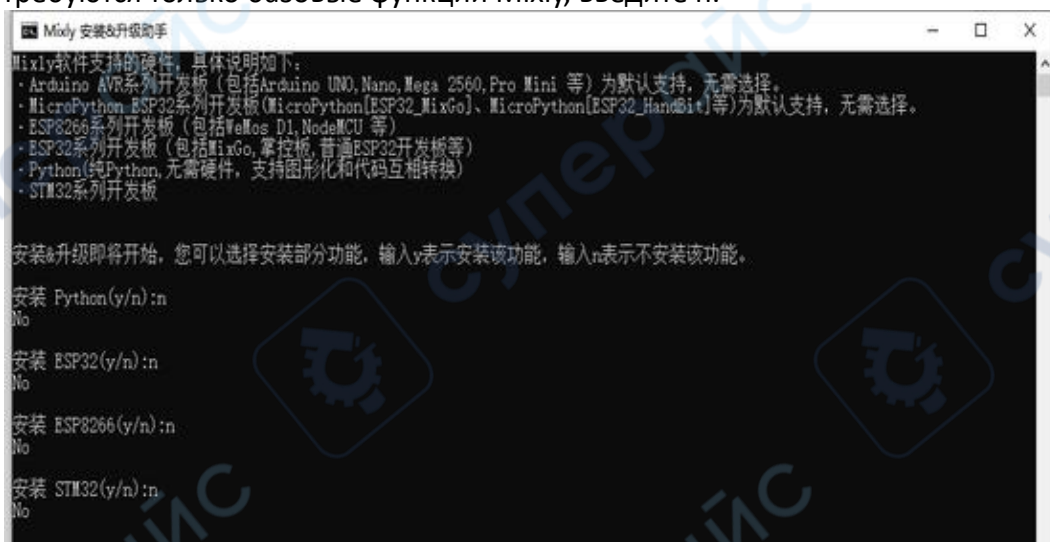 требуются только базовые функции Mixly, введите n.
Mixly 安装&升级助手
Mixly软件支持的硬件，具体说明如下：
· Arduino AVR系列开发板（包括Arduino UNO,Nano,Mega 2560,Pro Mini 等）为默认支持，无需选择。
· MicroPython ESP32系列开发板(MicroPython[ESP32_MixGo]、MicroPython[ESP32_HandBit]等)为默认支持，无需选择。
· ESP8266系列开发板（包括WeMos D1,NodeMCU 等）
· ESP32系列开发板（包括MixGo,掌控板,普通ESP32开发板等）
· Python(纯Python,无需硬件，支持图形化和代码互相转换)
· STM32系列开发板
安装&升级即将开始，您可以选择安装部分功能，输入y表示安装该功能，输入n表示不安装该功能。
安装 Python(y/n):n
No
安装 ESP32(y/n):n
No
安装 ESP8266(y/n):n
No
安装 STM32(y/n):n
No
суперайс